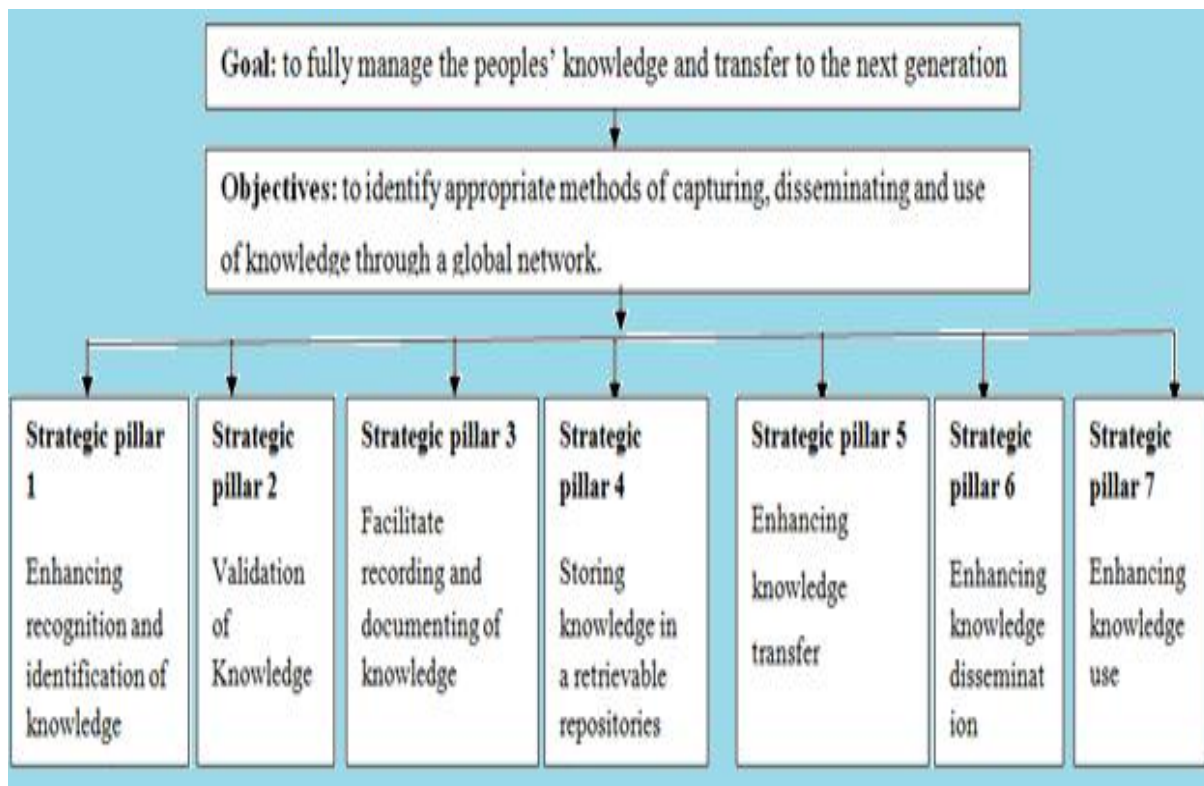 Goal: to fully manage the peoples’ knowledge and transfer to the next generation
Objectives: to identify appropriate methods of capturing, disseminating and use
of knowledge through a global network.
Strategic pillar
1
Enhancing
recognition and
identification of
knowledge
Strategic
pillar 2
Validation
of
Knowledge
Strategic pillar 3
Facilitate
recording and
documenting of
knowledge
Strategic
pillar 4
Storing
knowledge in
a retrievable
repositories
Strategic pillar 5
Enhancing
knowledge
transfer
Strategic
pillar 6
Enhancing
knowledge
disseminat
ion
Strategic
pillar 7
Enhancing
knowledge
use